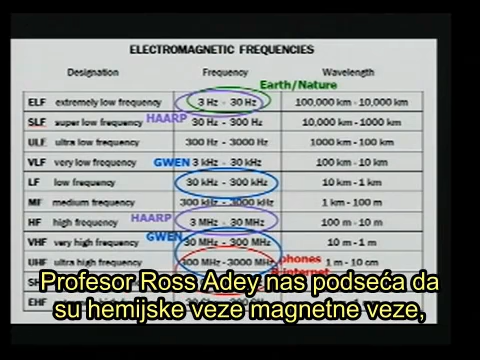 ELECTROMAGNETIC FREQUENCIES
Designation Frequency Wavelength
Earth/Nature
ELF extremely low frequency 3 Hz - 30 Hz 100,000 km - 10,000 km
SLF super low frequency HAARP 30 Hz - 300 Hz 10,000 km - 1000 km
ULF ultra low frequency 300 Hz - 3000 Hz 1000 km - 100 km
VLF very low frequency GWEN 3 kHz - 30 kHz 100 km - 10 km
LF low frequency 30 kHz - 300 kHz 10 km - 1 km
MF medium frequency 300 kHz - 3000 kHz 1 km - 100 m
HF high frequency HAARP 3 MHz - 30 MHz 100 m - 10 m
GWEN
VHF very high frequency 30 MHz - 300 MHz 10 m - 1 m
UHF ultra high frequency 300 MHz - 3000 MHz phones 1 m - 10 cm
internet
EHF
Profesor Ross Adey nas podseća da
su hemijske veze magnetne veze,